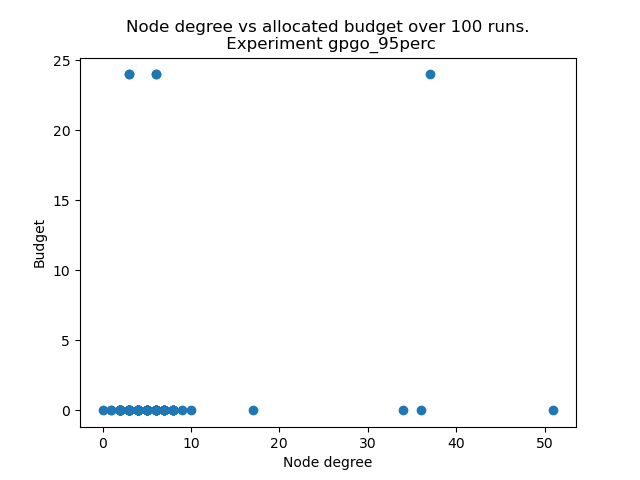 Node degree vs allocated budget over 100 runs.
Experiment gpgo_95perc
25
20
15
10
5
0
Budget
0 10 20 30 40 50
Node degree